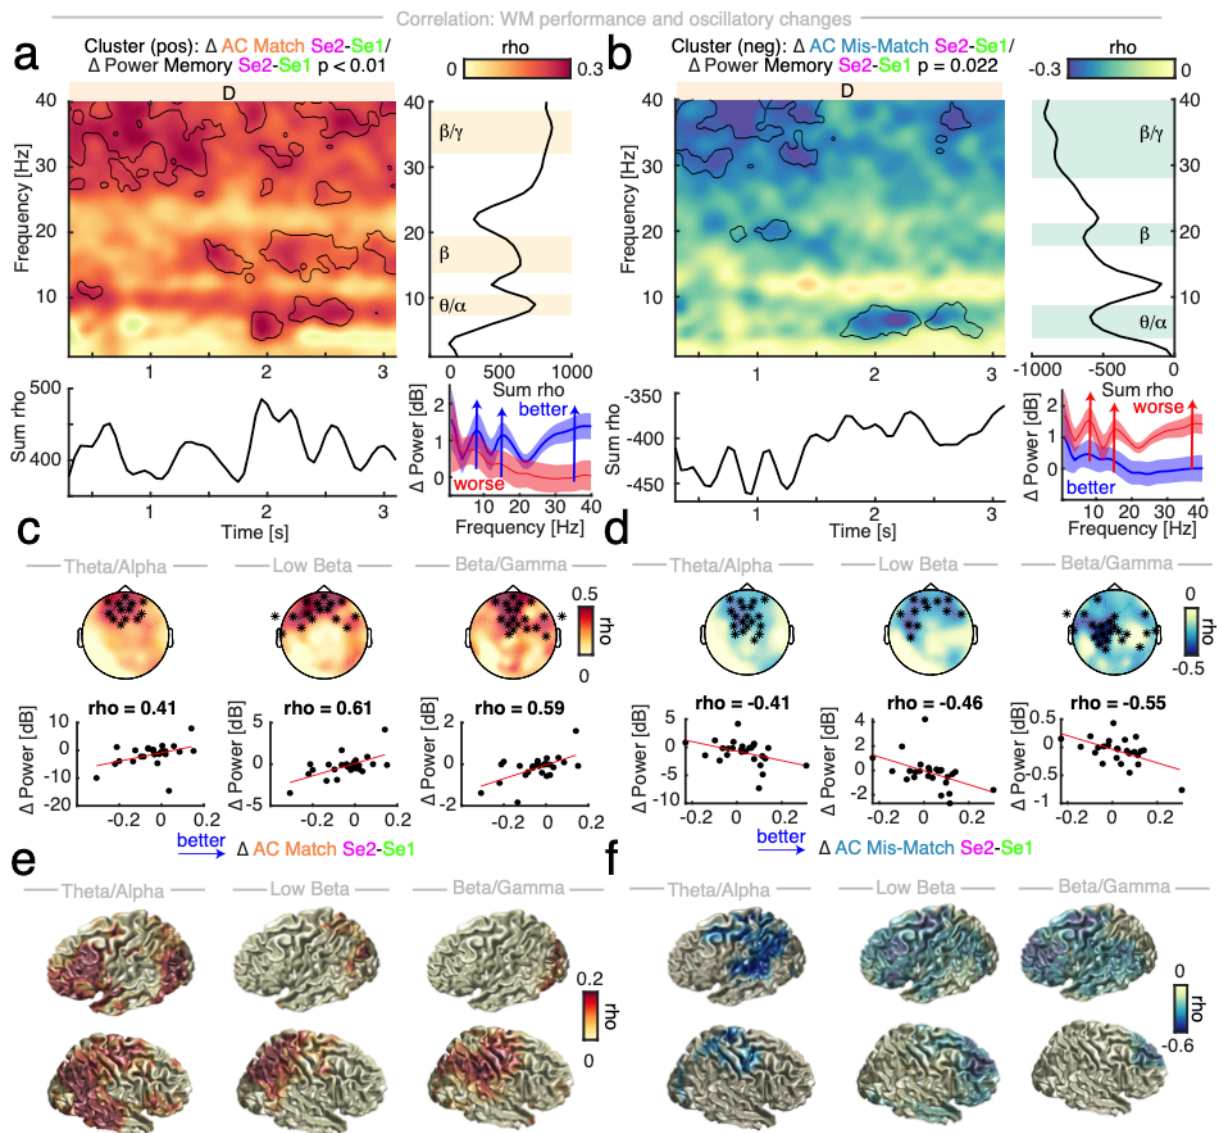 Correlation: WM performance and oscillatory changes
a
Cluster (pos): Δ AC Match Se2-Se1/
Δ Power Memory Se2-Se1 p < 0.01
rho
0
0.3
D
Frequency [Hz]
40
30
20
10
1
2
3
β/γ
β
θ/α
40
30
20
10
0
500
1000
Sum rho
Sum rho
500
400
1
2
3
Time [s]
Δ Power [dB]
2
1
0
better
worse
0
10
20
30
40
Frequency [Hz]
b
Cluster (neg): Δ AC Mis-Match Se2-Se1/
Δ Power Memory Se2-Se1 p = 0.022
rho
-0.3
0
D
Frequency [Hz]
40
30
20
10
1
2
3
β/γ
β
θ/α
40
30
20
10
-1000
-500
0
Sum rho
Sum rho
-350
-400
-450
1
2
3
Time [s]
Δ Power [dB]
2
1
0
worse
better
0
10
20
30
40
Frequency [Hz]
c
Theta/Alpha
Low Beta
Beta/Gamma
0.5
rho
0
rho = 0.41
rho = 0.61
rho = 0.59
Δ Power [dB]
10
0
-10
-20
-0.2
0
0.2
Δ Power [dB]
5
0
-5
-0.2
0
0.2
Δ Power [dB]
2
0
-2
-0.2
0
0.2
better
Δ AC Match Se2-Se1
d
Theta/Alpha
Low Beta
Beta/Gamma
0
rho
-0.5
rho = -0.41
rho = -0.46
rho = -0.55
Δ Power [dB]
5
0
-5
-10
-0.2
0
0.2
Δ Power [dB]
4
2
0
-2
-0.2
0
0.2
Δ Power [dB]
0.5
0
-0.5
-1
-0.2
0
0.2
better
Δ AC Mis-Match Se2-Se1
e
Theta/Alpha
Low Beta
Beta/Gamma
0.2
rho
0
f
Theta/Alpha
Low Beta
Beta/Gamma
0
rho
-0.6